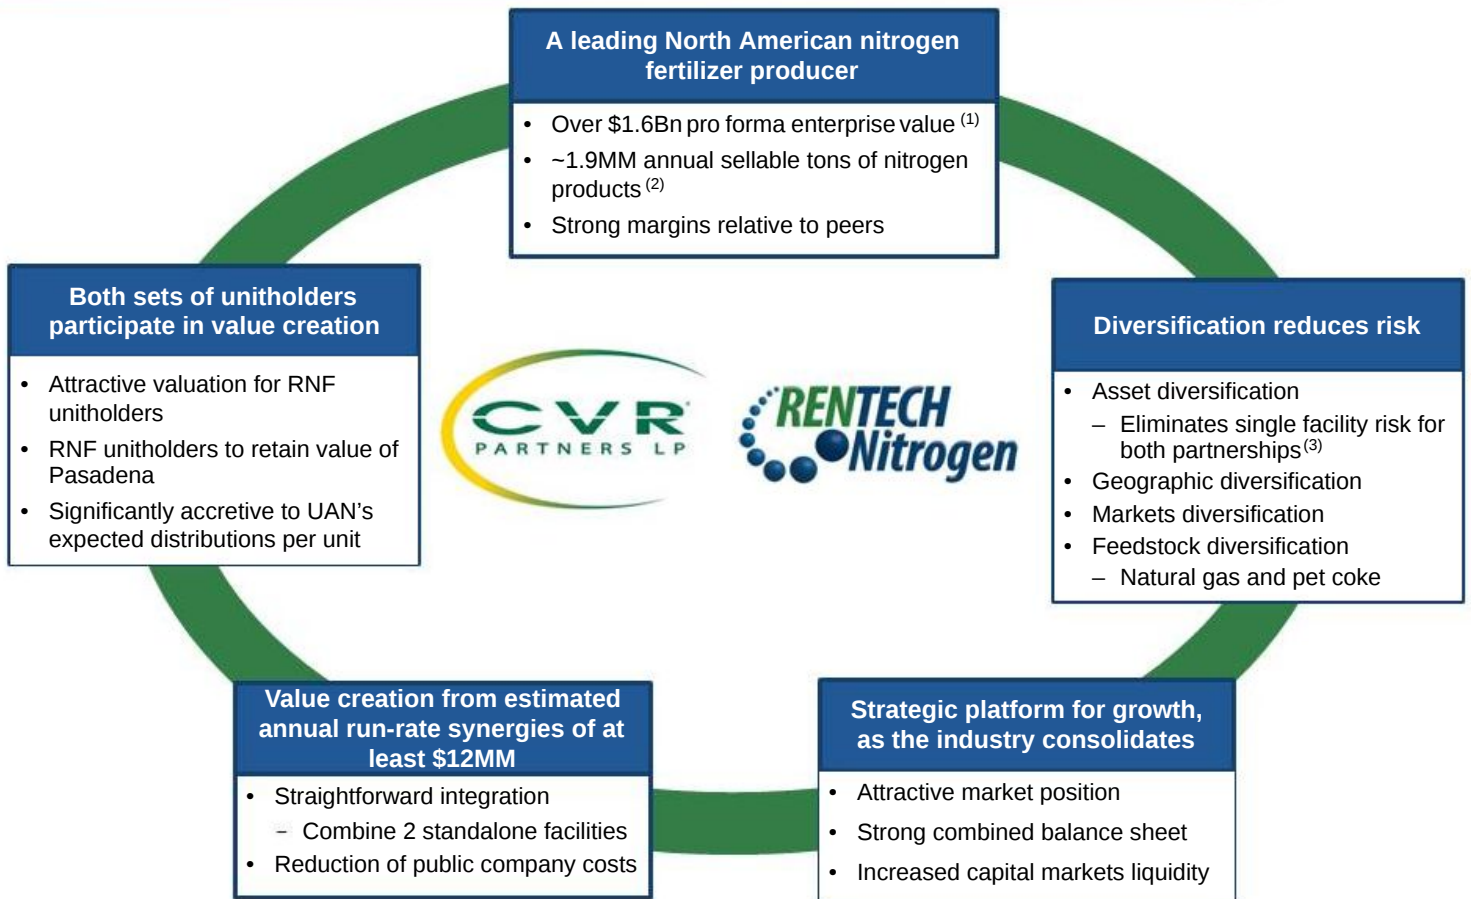 A leading North American nitrogen
fertilizer producer
• Over $1.6Bn pro forma enterprise value (1)
• ~1.9MM annual sellable tons of nitrogen
products (2)
• Strong margins relative to peers
Both sets of unitholders
participate in value creation
• Attractive valuation for RNF
unitholders
• RNF unitholders to retain value of
Pasadena
• Significantly accretive to UAN’s
expected distributions per unit
CVR
PARTNERS LP
RENTECH
Nitrogen
Diversification reduces risk
• Asset diversification
– Eliminates single facility risk for
both partnerships (3)
• Geographic diversification
• Markets diversification
• Feedstock diversification
– Natural gas and pet coke
Value creation from estimated
annual run-rate synergies of at
least $12MM
• Straightforward integration
– Combine 2 standalone facilities
• Reduction of public company costs
Strategic platform for growth,
as the industry consolidates
• Attractive market position
• Strong combined balance sheet
• Increased capital markets liquidity